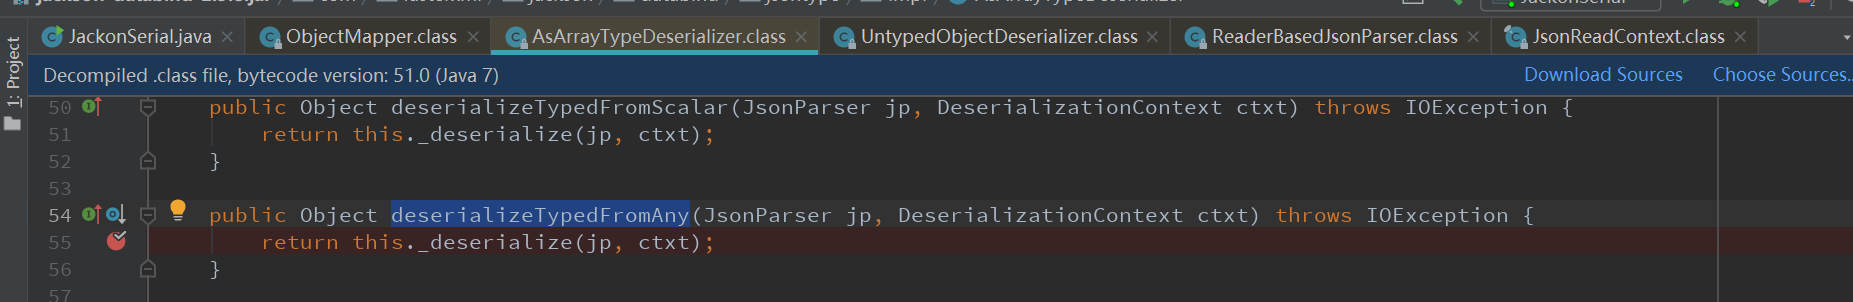 JackonSerial.java × ObjectMapper.class × AsArrayTypeDeserializer.class × UntypedObjectDeserializer.class × ReaderBasedJsonParser.class × JsonReadContext.class ×
1: Project
Decompiled .class file, bytecode version: 51.0 (Java 7) Download Sources Choose Sources..
50 public Object deserializeTypedFromScalar(JsonParser jp, DeserializationContext ctxt) throws IOException {
51 return this._deserialize(jp, ctxt);
52 }
53
54 public Object deserializeTypedFromAny(JsonParser jp, DeserializationContext ctxt) throws IOException {
55 return this._deserialize(jp, ctxt);
56 }
57